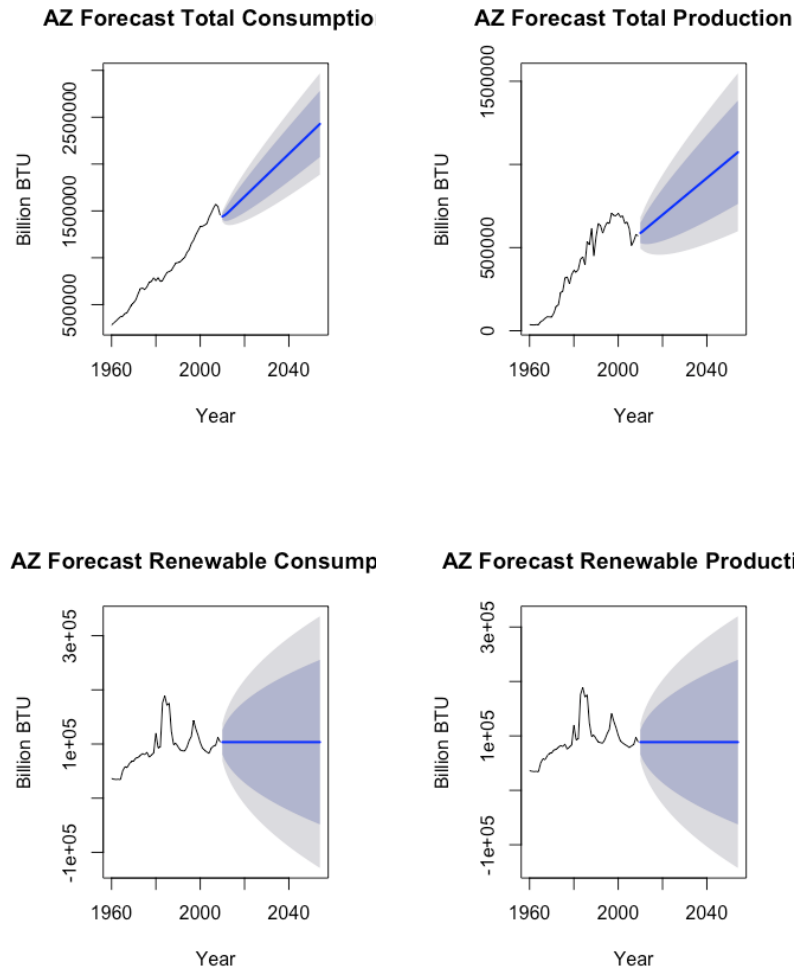 AZ Forecast Total Consumptio
Billion BTU
500000 1500000 2500000
1960 2000 2040
Year
AZ Forecast Total Production
Billion BTU
0 500000 1500000
1960 2000 2040
Year
AZ Forecast Renewable Consump
Billion BTU
-1e+05 1e+05 3e+05
1960 2000 2040
Year
AZ Forecast Renewable Producti
Billion BTU
-1e+05 1e+05 3e+05
1960 2000 2040
Year